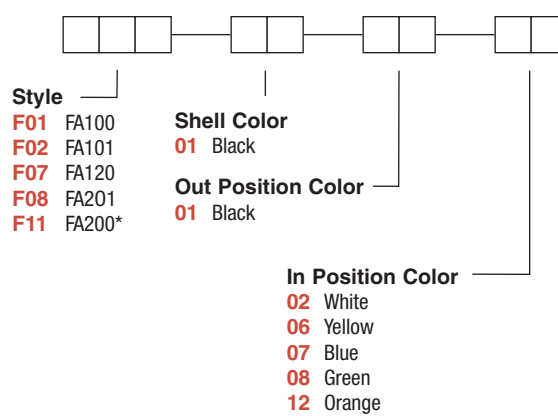 Style
F01 FA100
F02 FA101
F07 FA120
F08 FA201
F11 FA200*
Shell Color
01 Black
Out Position Color
01 Black
In Position Color
02 White
06 Yellow
07 Blue
08 Green
12 Orange